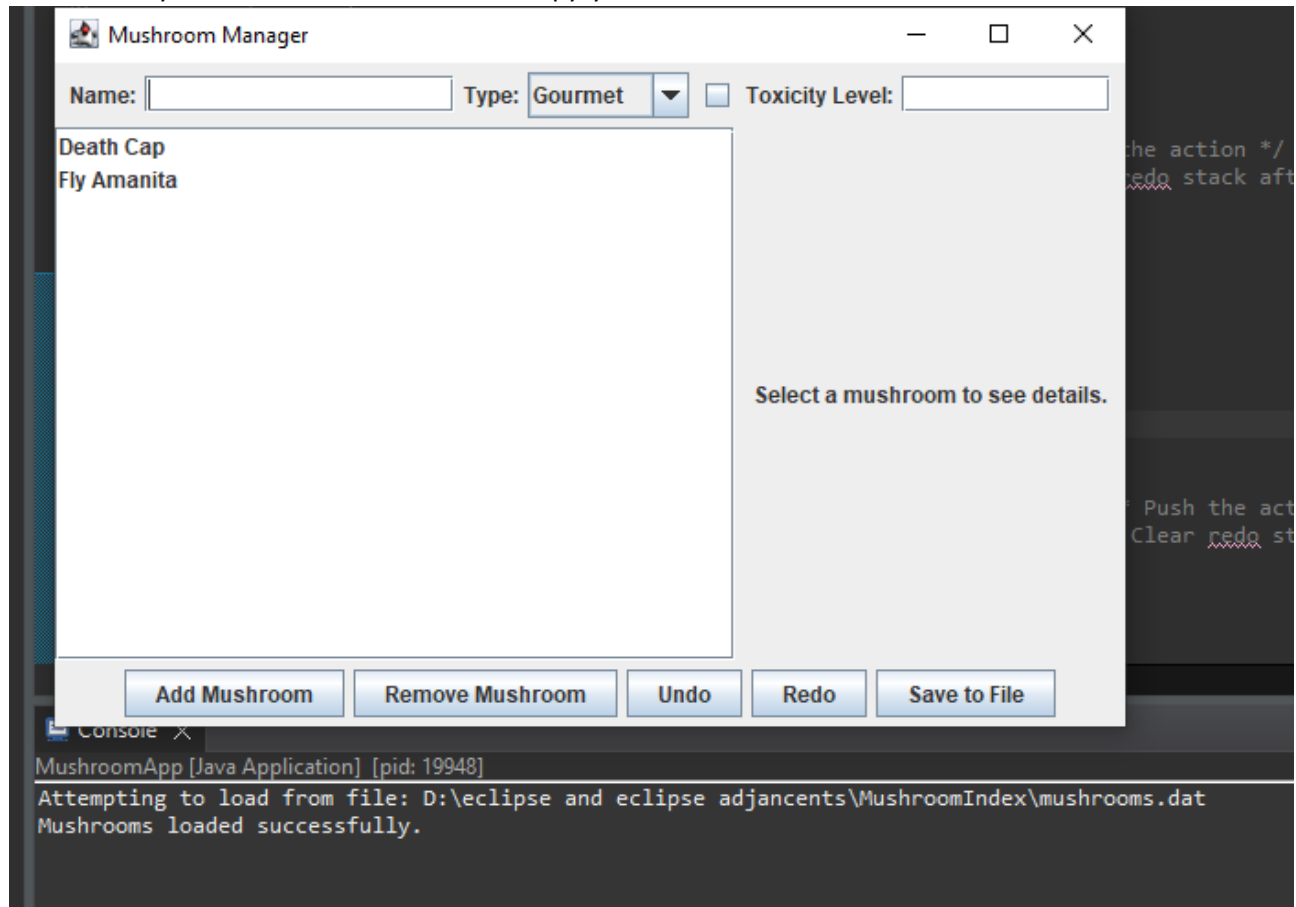 Mushroom Manager
Name: Type: Gourmet Toxicity Level:
Death Cap
Fly Amanita
the action */
redo stack aft
Select a mushroom to see details.
Push the act
Clear redo st
Add Mushroom Remove Mushroom Undo Redo Save to File
Console
MushroomApp [Java Application] [pid: 19948]
Attempting to load from file: D:\eclipse and eclipse adjancents\MushroomIndex\mushrooms.dat
Mushrooms loaded successfully.